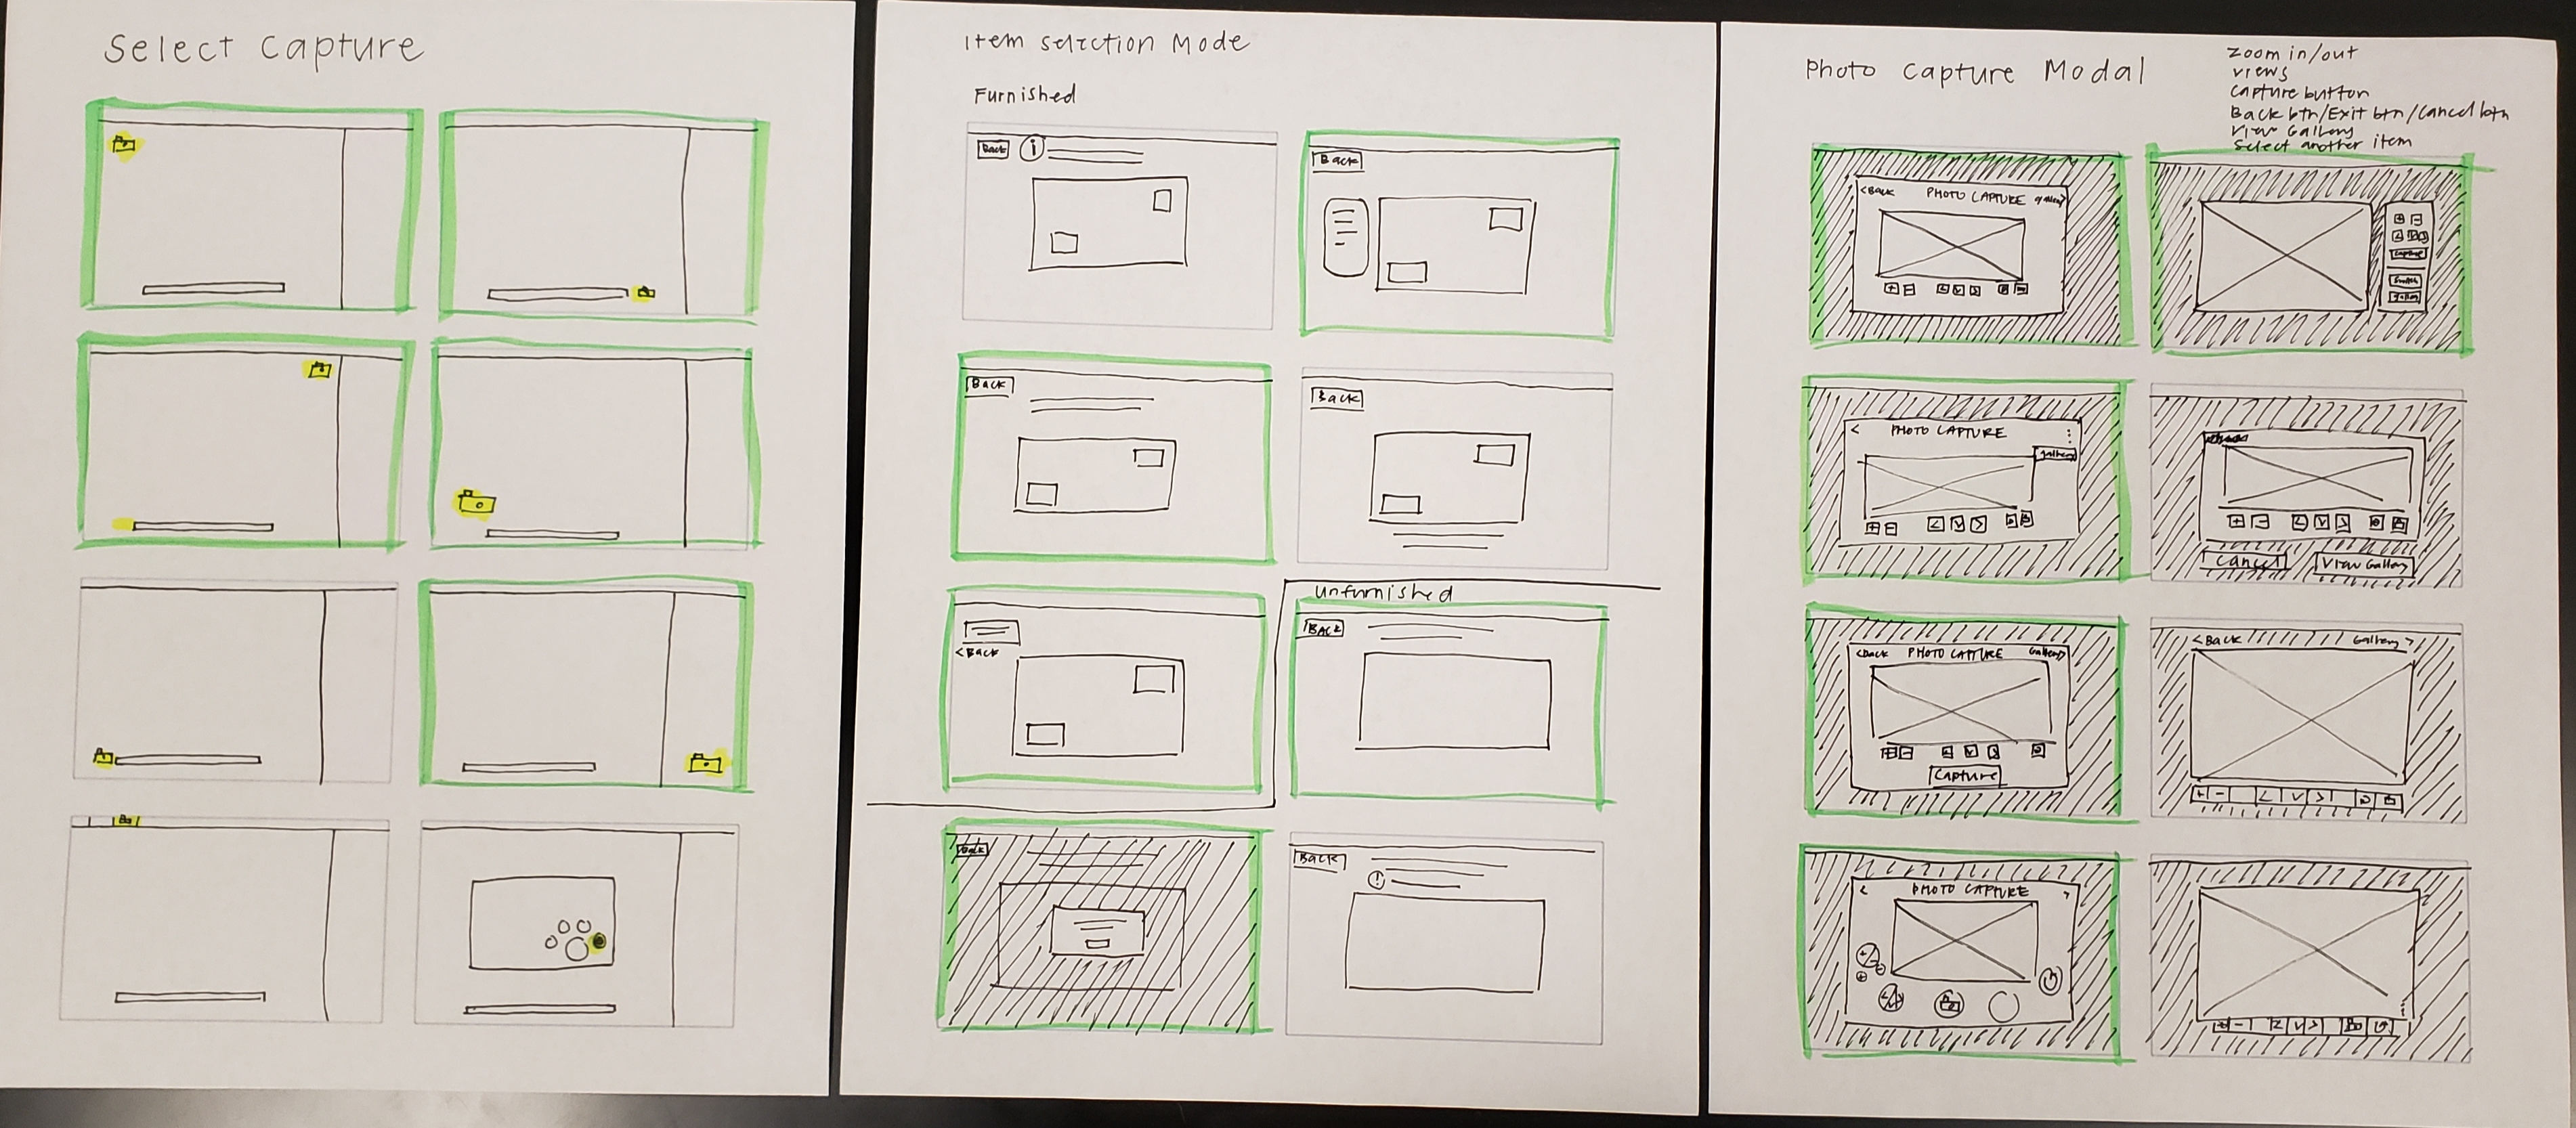 Select Capture
Item Selection Mode
Furnished
Back
i
Back
Back
Back
< Back
Unfurnished
BACK
Back
BACK
!
Photo Capture Modal
Zoom in/out
views
Capture button
Back btn/Exit btn/Cancel btn
View Gallery
Select another item
<Back PHOTO CAPTURE gallery>
+ -
< v >
+ -
Capture
Switch
gallery
< PHOTO CAPTURE
gallery
+ - < v >
+ - < v >
Cancel View Gallery
<Back PHOTO CAPTURE Gallery>
+ - < v >
Capture
<Back Gallery >
+ - < v >
< PHOTO CAPTURE >
+ - < v >